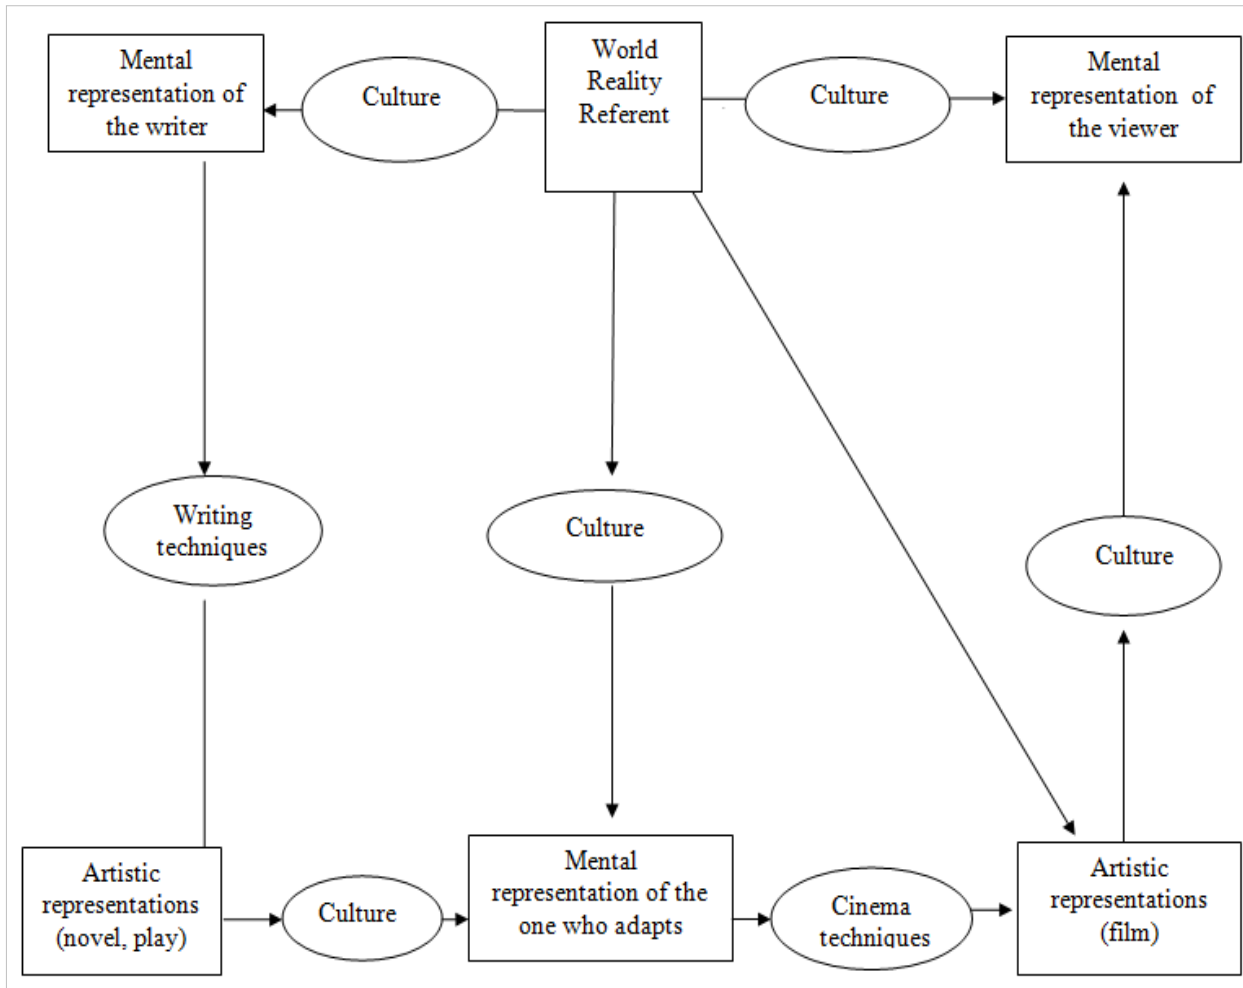 Mental
representation of
the writer
Culture
World
Reality
Referent
Culture
Mental
representation of
the viewer
Writing
techniques
Culture
Culture
Artistic
representations
(novel, play)
Culture
Mental
representation of the
one who adapts
Cinema
techniques
Artistic
representations
(film)